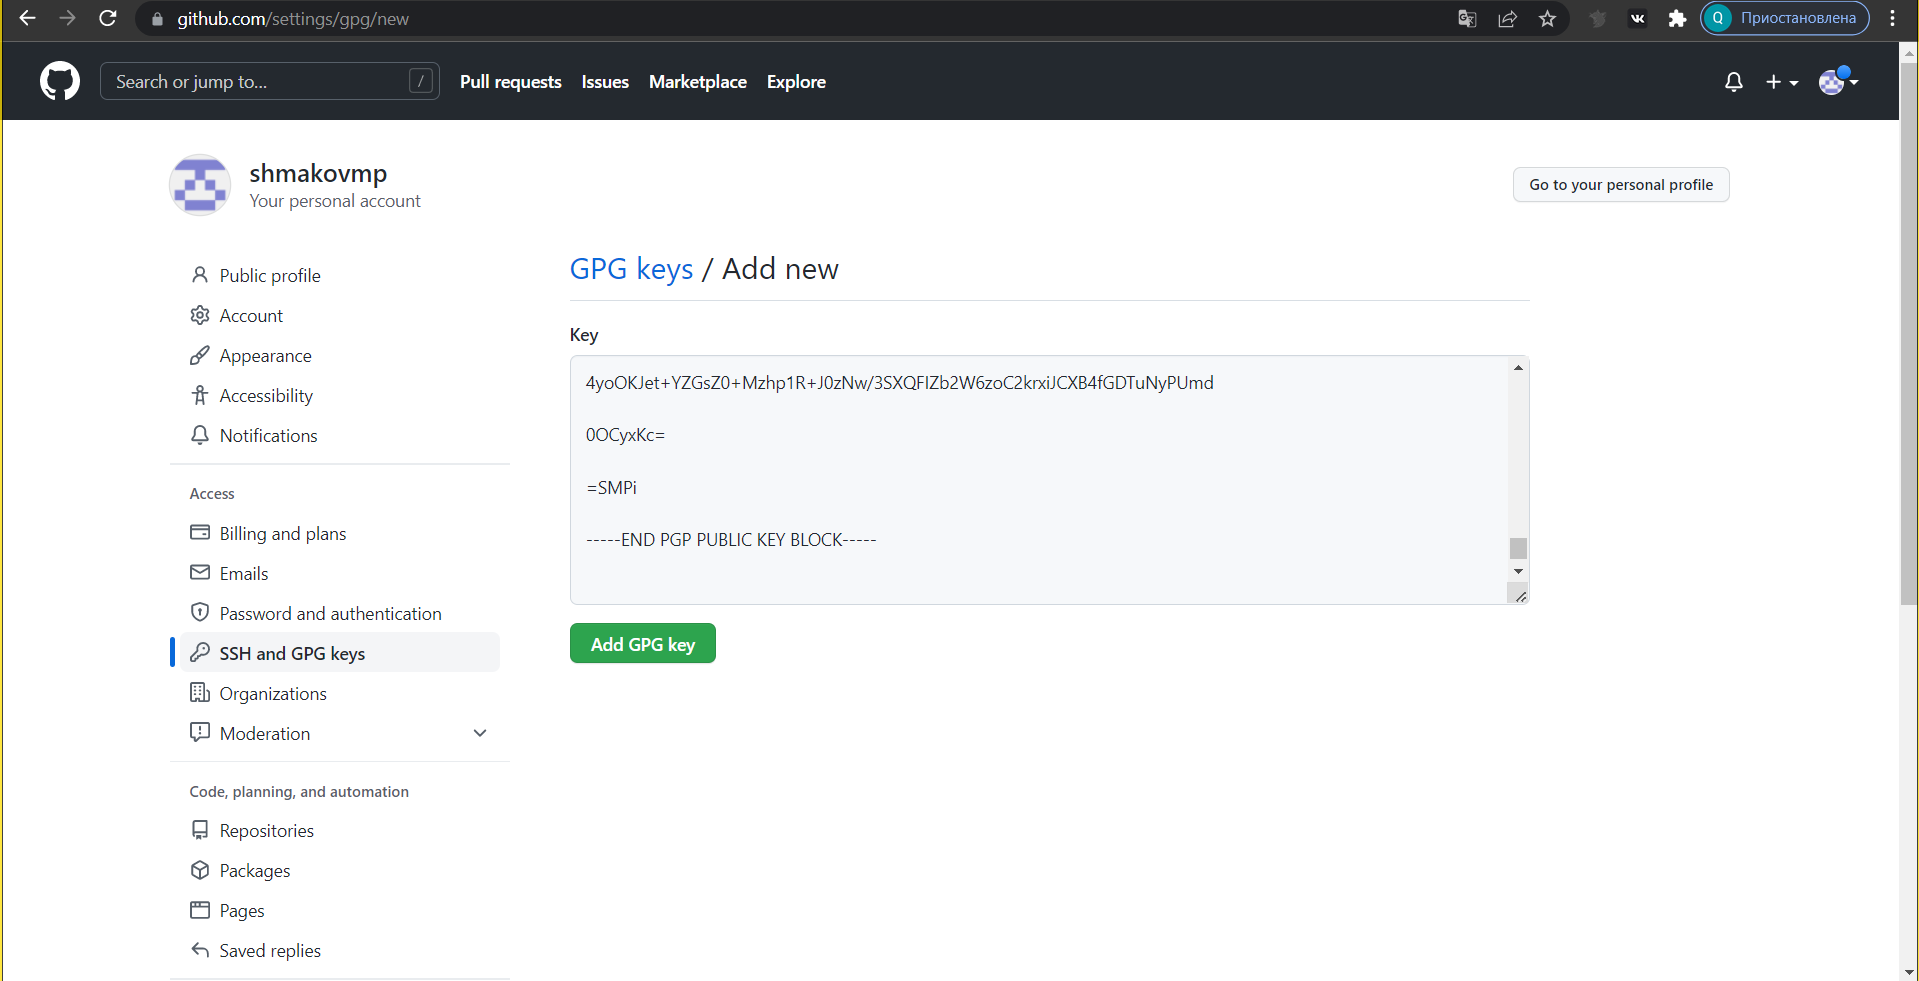 github.com/settings/gpg/new
Q Приостановлена
Search or jump to... /
Pull requests Issues Marketplace Explore
shmakovmp
Your personal account
Go to your personal profile
Public profile
Account
Appearance
Accessibility
Notifications
Access
Billing and plans
Emails
Password and authentication
SSH and GPG keys
Organizations
Moderation
Code, planning, and automation
Repositories
Packages
Pages
Saved replies
GPG keys / Add new
Key
4yoOKJet+YZGsZ0+Mzhp1R+J0zNw/3SXQFIZb2W6zoC2krxiJCXB4fGDTuNyPUmd
0OCyxKc=
=SMPi
-----END PGP PUBLIC KEY BLOCK-----
Add GPG key